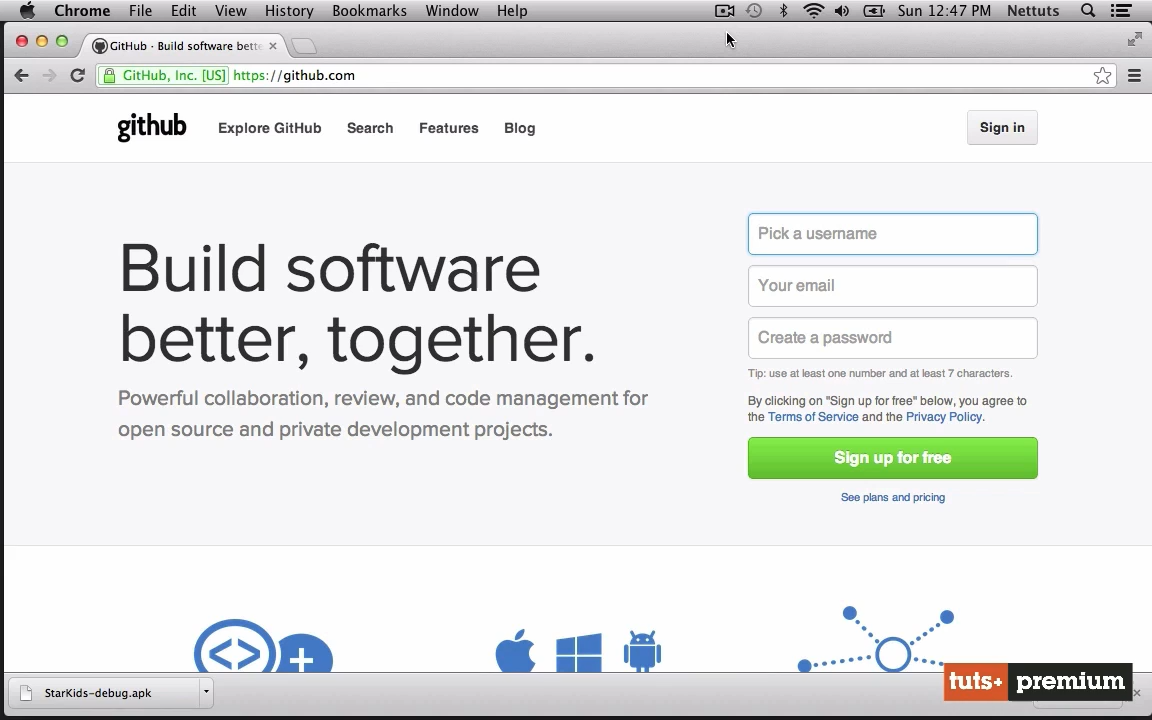 Chrome File Edit View History Bookmarks Window Help Sun 12:47 PM Nettuts
GitHub · Build software bett
GitHub, Inc. [US] https://github.com
github Explore GitHub Search Features Blog Sign in
Build software
better, together.
Powerful collaboration, review, and code management for
open source and private development projects.
Pick a username
Your email
Create a password
Tip: use at least one number and at least 7 characters.
By clicking on "Sign up for free" below, you agree to
the Terms of Service and the Privacy Policy.
Sign up for free
See plans and pricing
StarKids-debug.apk
tuts+ premium